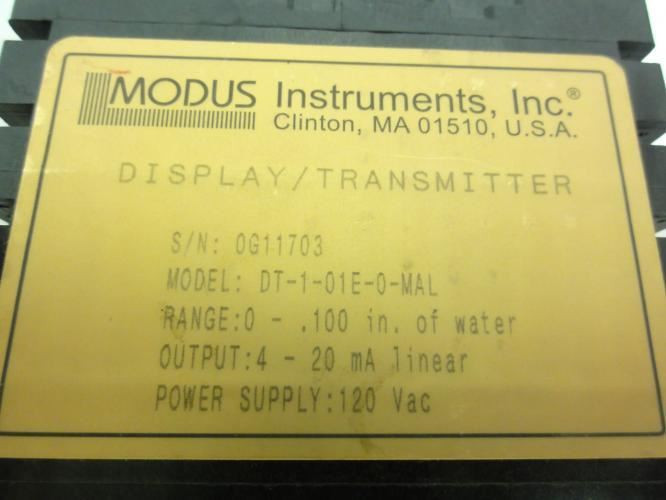 MODUS Instruments, Inc.®
Clinton, MA 01510, U.S.A.
DISPLAY/TRANSMITTER
S/N: 0G11703
MODEL: DT-1-01E-0-MAL
RANGE:0 - .100 in. of water
OUTPUT:4 - 20 mA linear
POWER SUPPLY:120 Vac